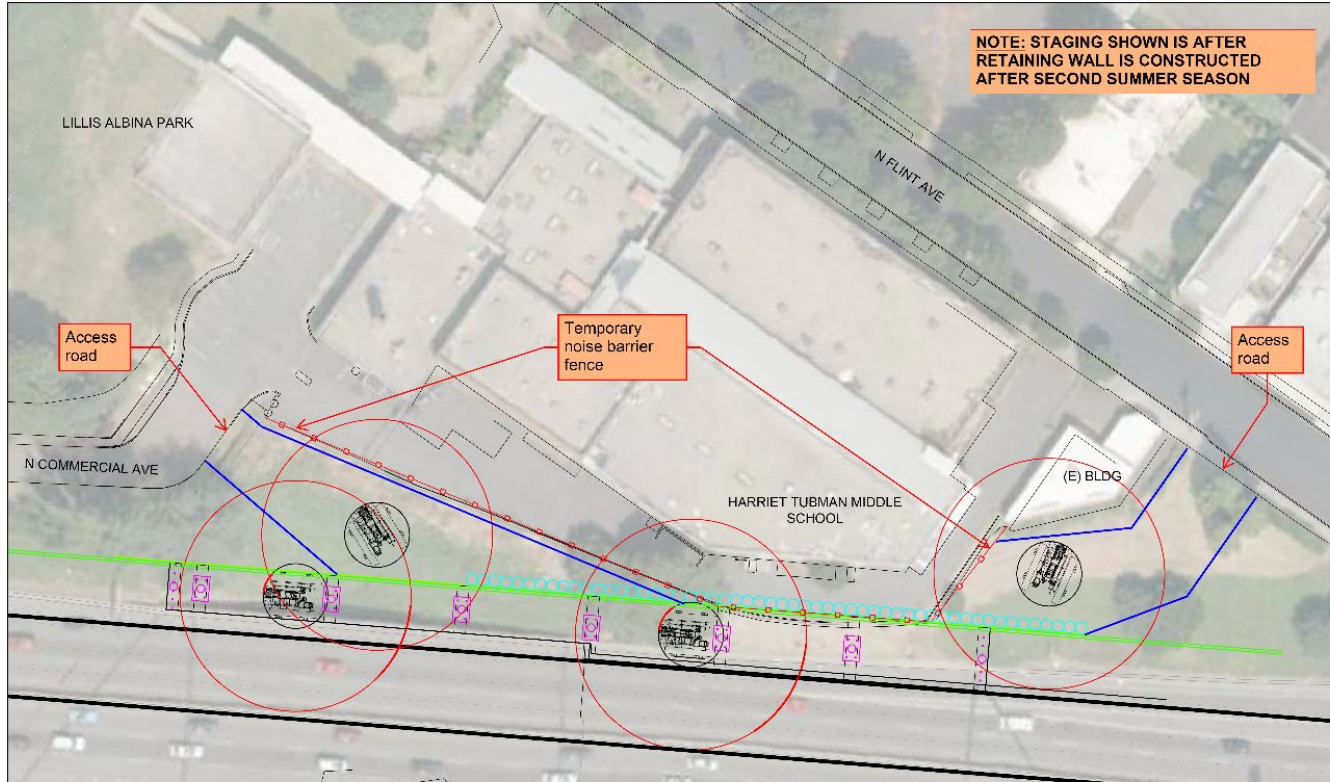 NOTE: STAGING SHOWN IS AFTER
RETAINING WALL IS CONSTRUCTED
AFTER SECOND SUMMER SEASON
LILLIS ALBINA PARK
N FLINT AVE
Access
road
Temporary
noise barrier
fence
Access
road
N COMMERCIAL AVE
(E) BLDG
HARRIET TUBMAN MIDDLE
SCHOOL